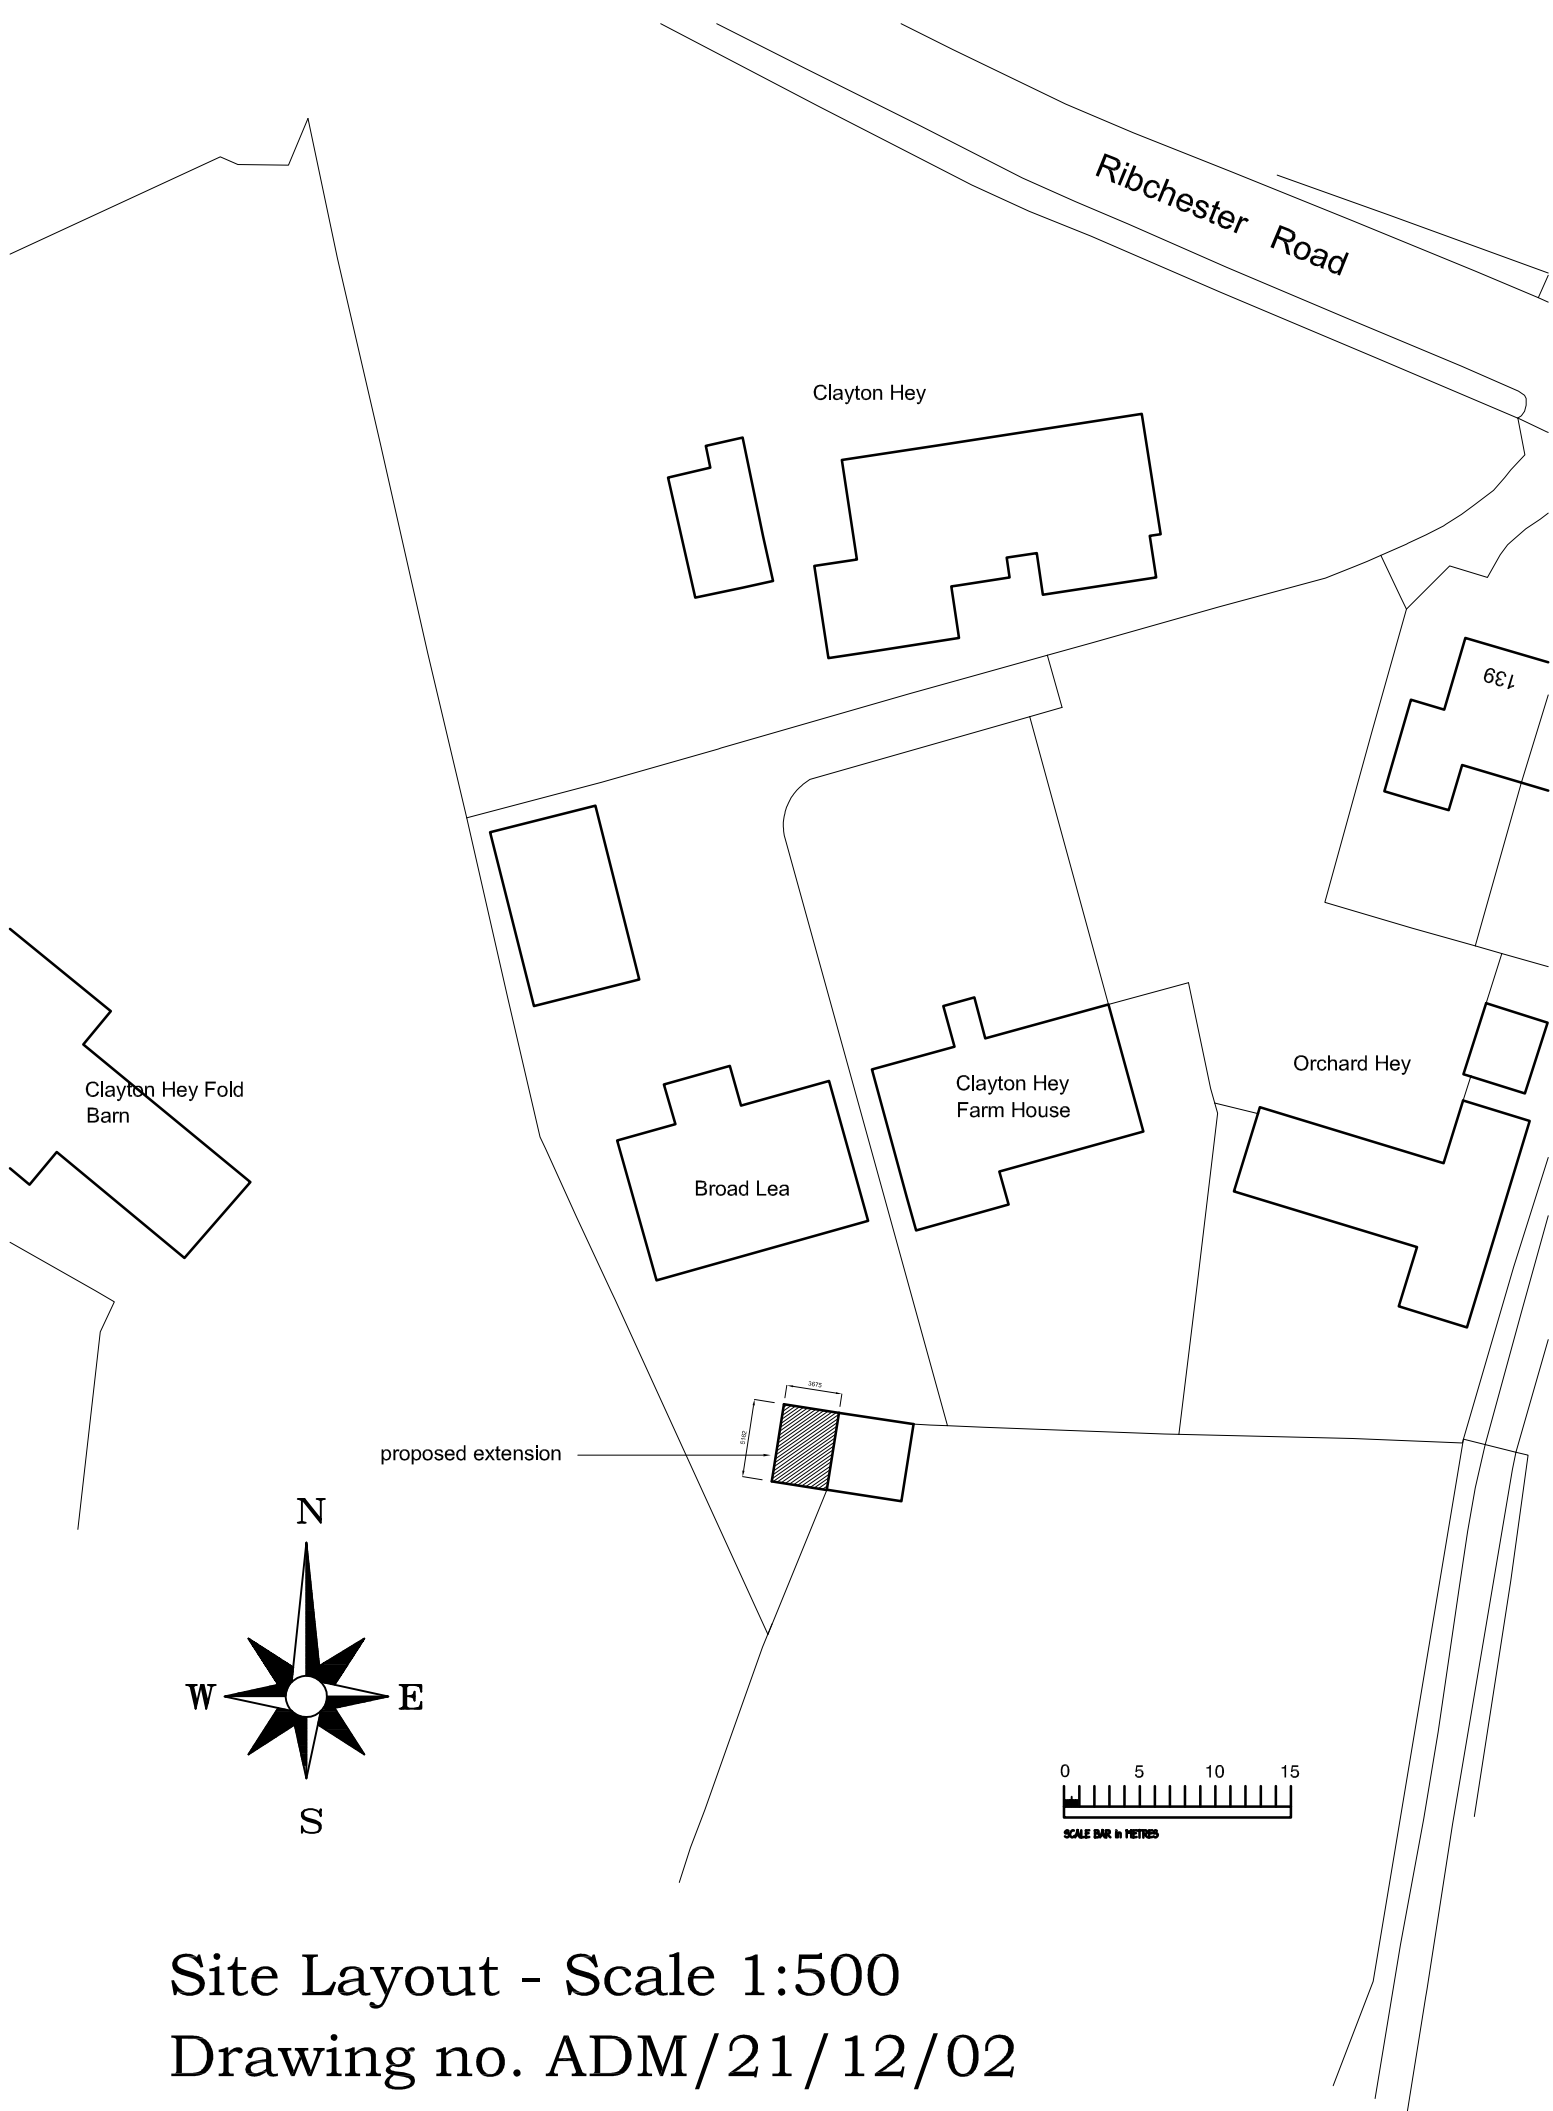 Ribchester Road
Clayton Hey
139
Orchard Hey
Clayton Hey
Farm House
Clayton Hey Fold
Barn
Broad Lea
3675
5182
proposed extension
N
W
E
S
0 5 10 15
SCALE BAR in METRES
Site Layout - Scale 1:500
Drawing no. ADM/21/12/02